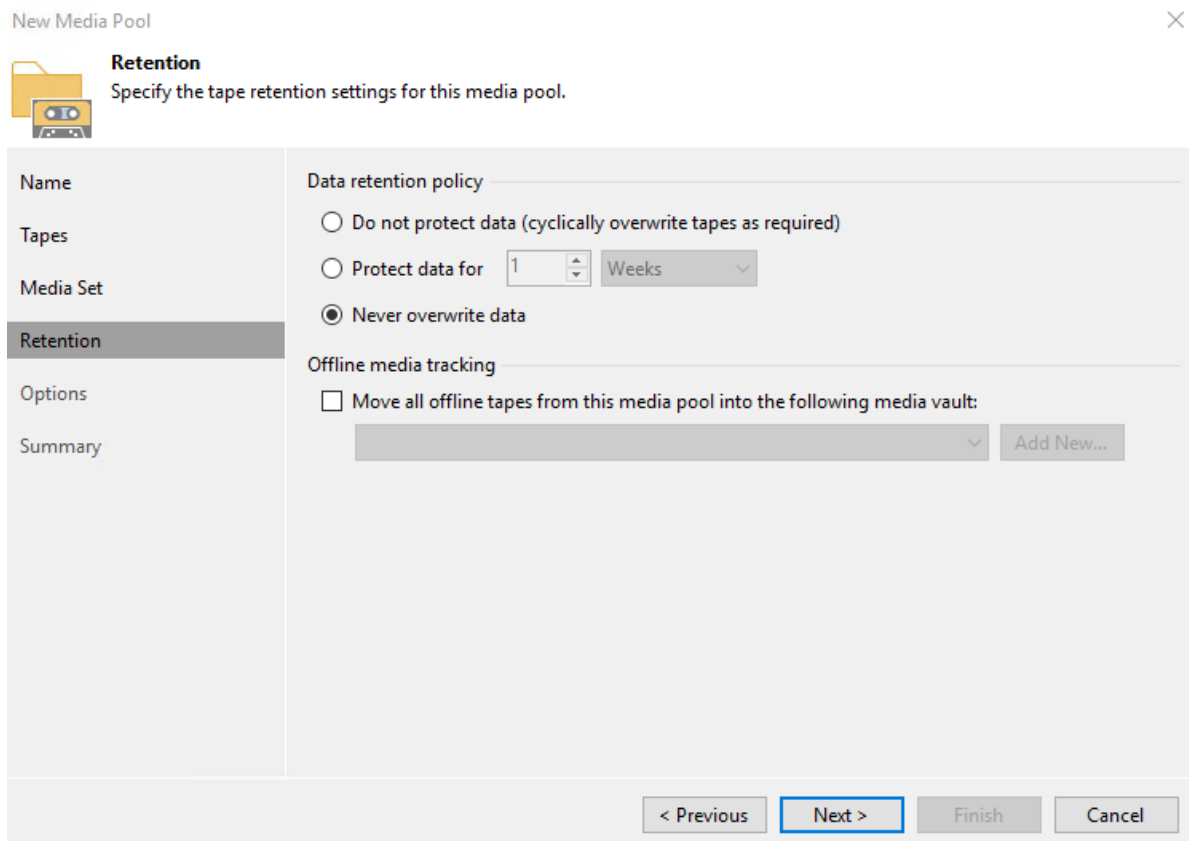 New Media Pool
Retention
Specify the tape retention settings for this media pool.
Name
Tapes
Media Set
Retention
Options
Summary
Data retention policy
Do not protect data (cyclically overwrite tapes as required)
Protect data for 1 Weeks
Never overwrite data
Offline media tracking
Move all offline tapes from this media pool into the following media vault:
Add New...
< Previous Next > Finish Cancel